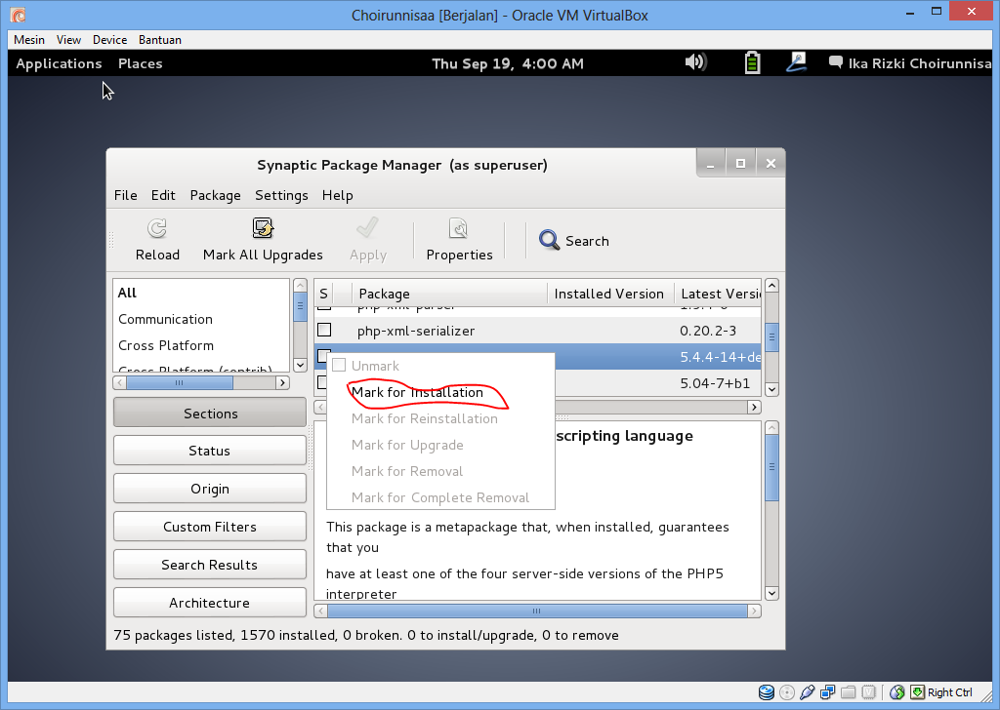 Choirunnisaa [Berjalan] - Oracle VM VirtualBox
Mesin View Device Bantuan
Applications Places Thu Sep 19, 4:00 AM Ika Rizki Choirunnisa
Synaptic Package Manager (as superuser)
File Edit Package Settings Help
Reload Mark All Upgrades Apply Properties Search
All
Communication
Cross Platform
Cross Platform (contrib)
Sections
Status
Origin
Custom Filters
Search Results
Architecture
S Package Installed Version Latest Versi
php-xml-parser
php-xml-serializer 0.20.2-3
5.4.4-14+de
5.04-7+b1
Unmark
Mark for Installation
Mark for Reinstallation
Mark for Upgrade
Mark for Removal
Mark for Complete Removal
scripting language
This package is a metapackage that, when installed, guarantees
that you
have at least one of the four server-side versions of the PHP5
interpreter
75 packages listed, 1570 installed, 0 broken. 0 to install/upgrade, 0 to remove
Right Ctrl